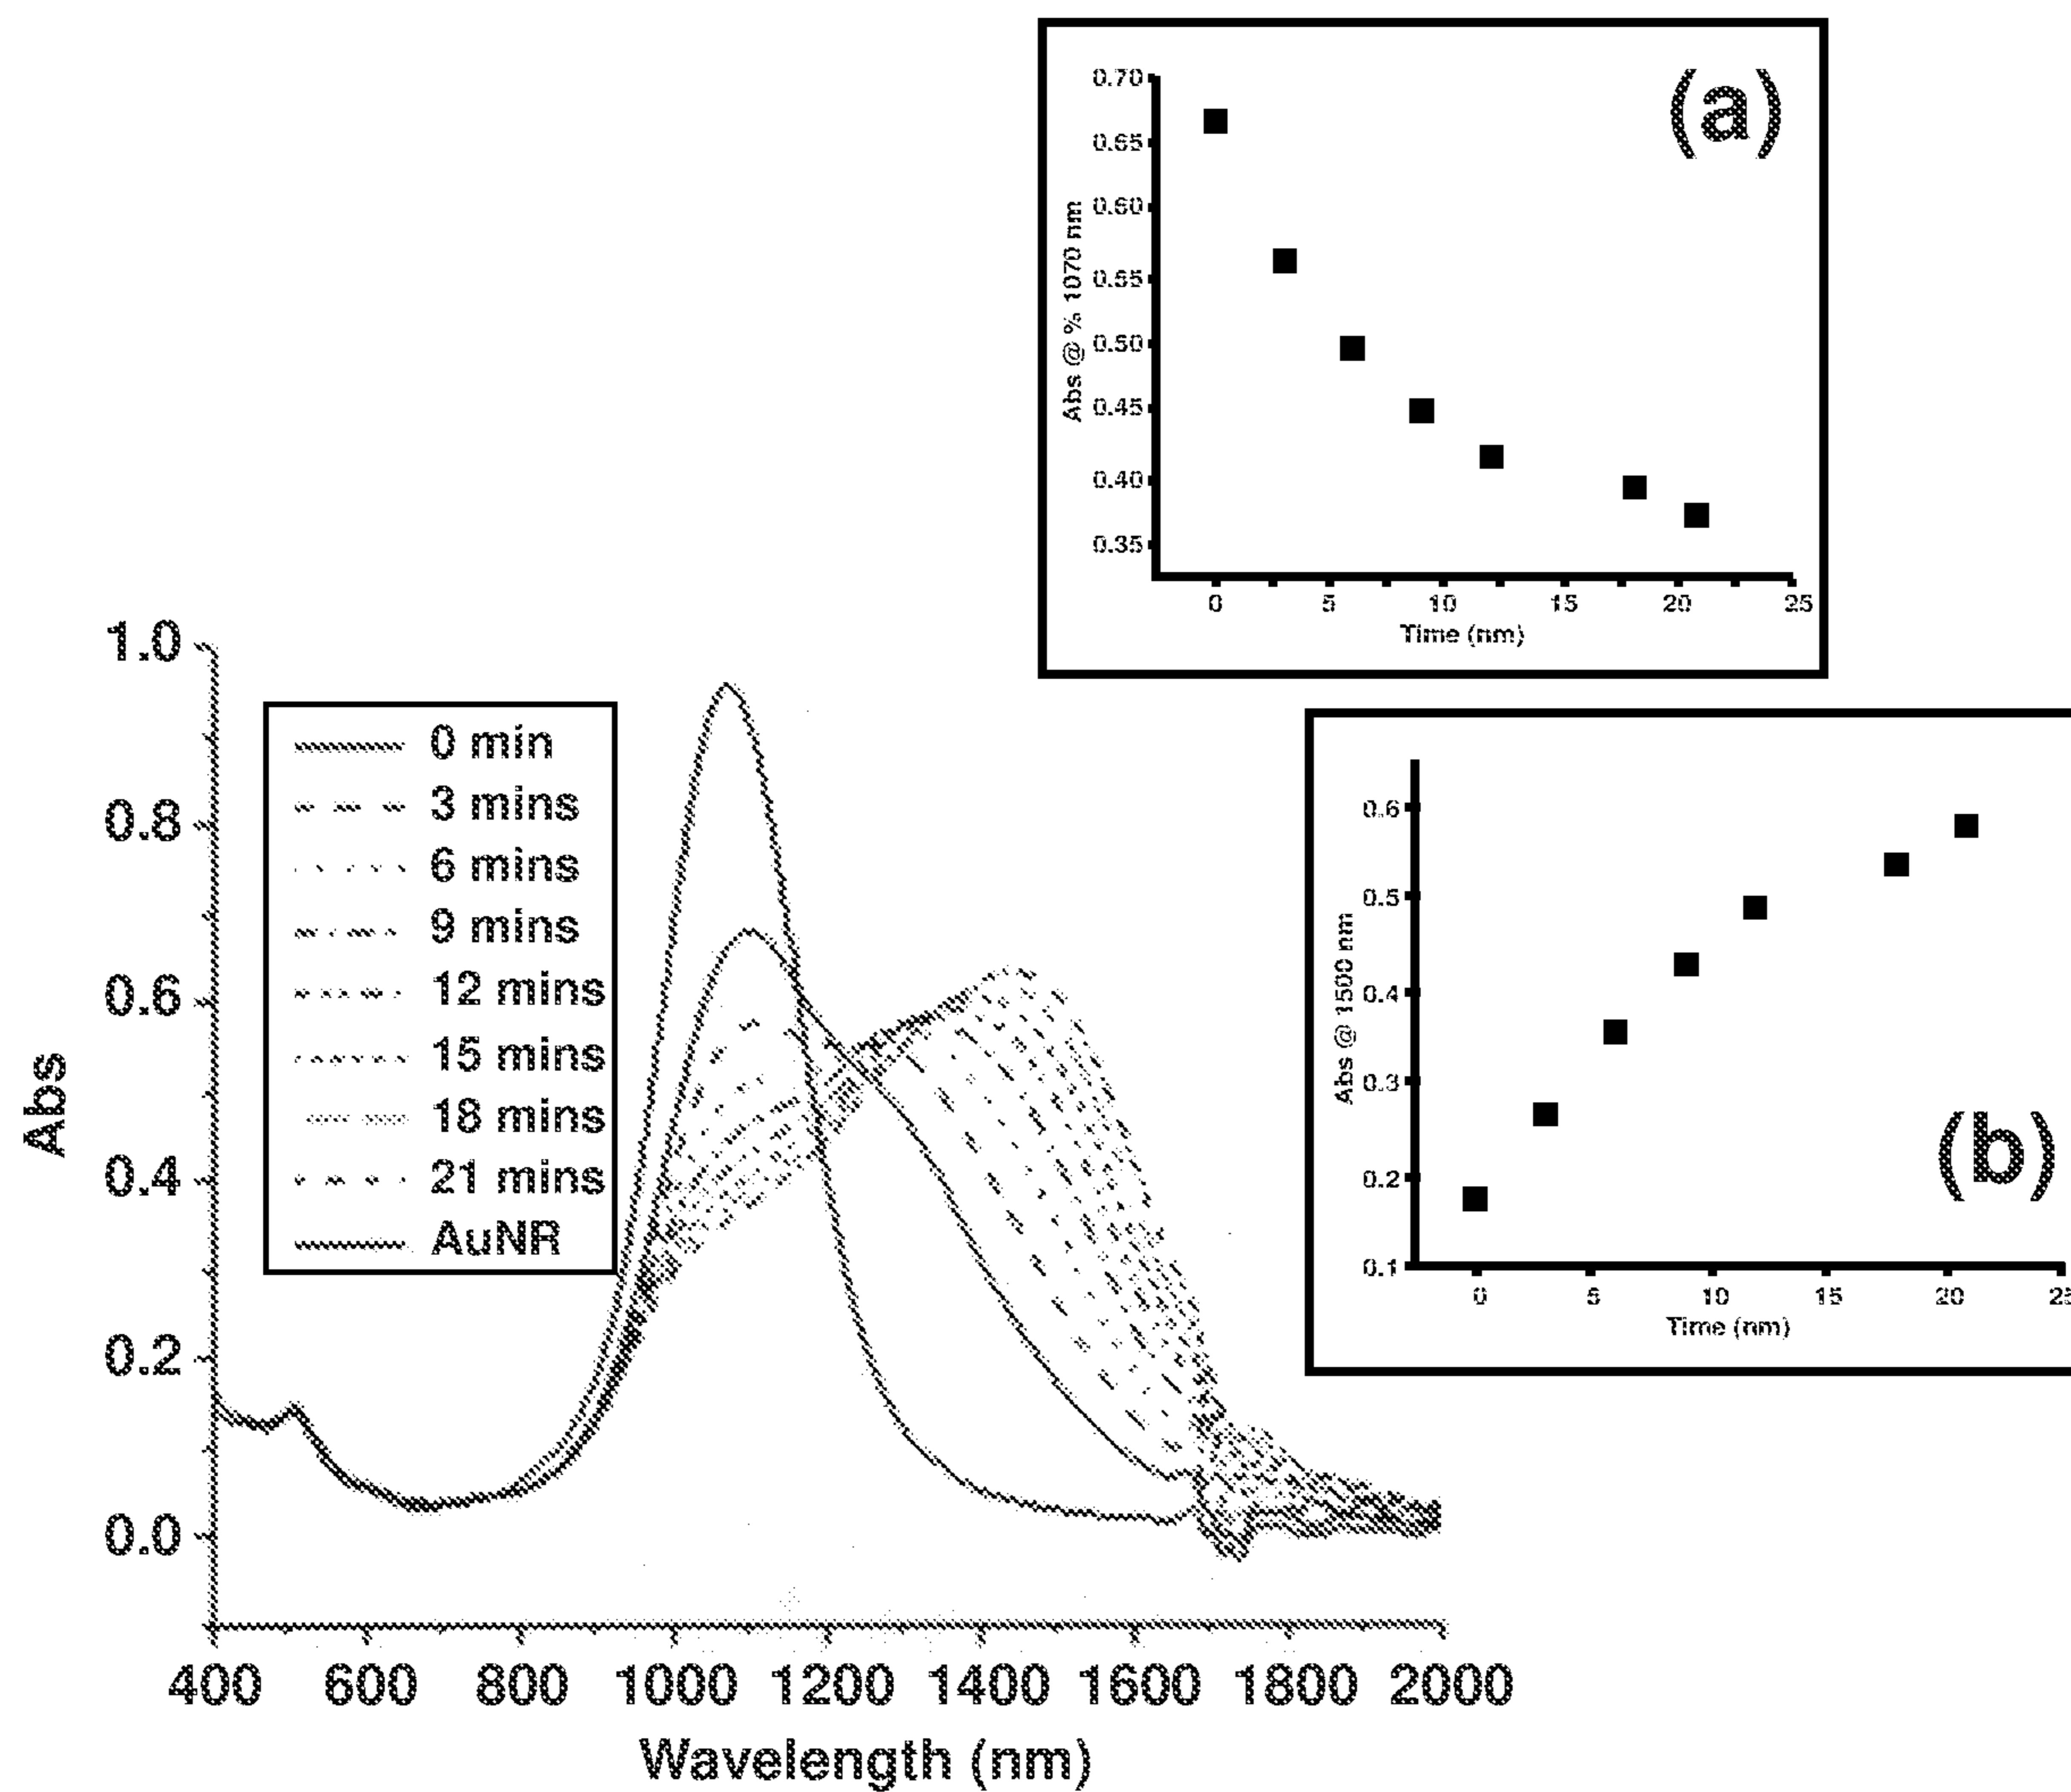 (a)
0.70
0.65
0.60
0.55
0.50
0.45
0.40
0.35
Abs @ % 1070 nm
0 5 10 15 20 25
Time (nm)
(b)
0.6
0.5
0.4
0.3
0.2
0.1
Abs @ 1500 nm
0 5 10 15 20
Time (nm)
1.0
0.8
0.6
0.4
0.2
0.0
Abs
0 min
3 mins
6 mins
9 mins
12 mins
15 mins
18 mins
21 mins
AuNR
400 600 800 1000 1200 1400 1600 1800 2000
Wavelength (nm)